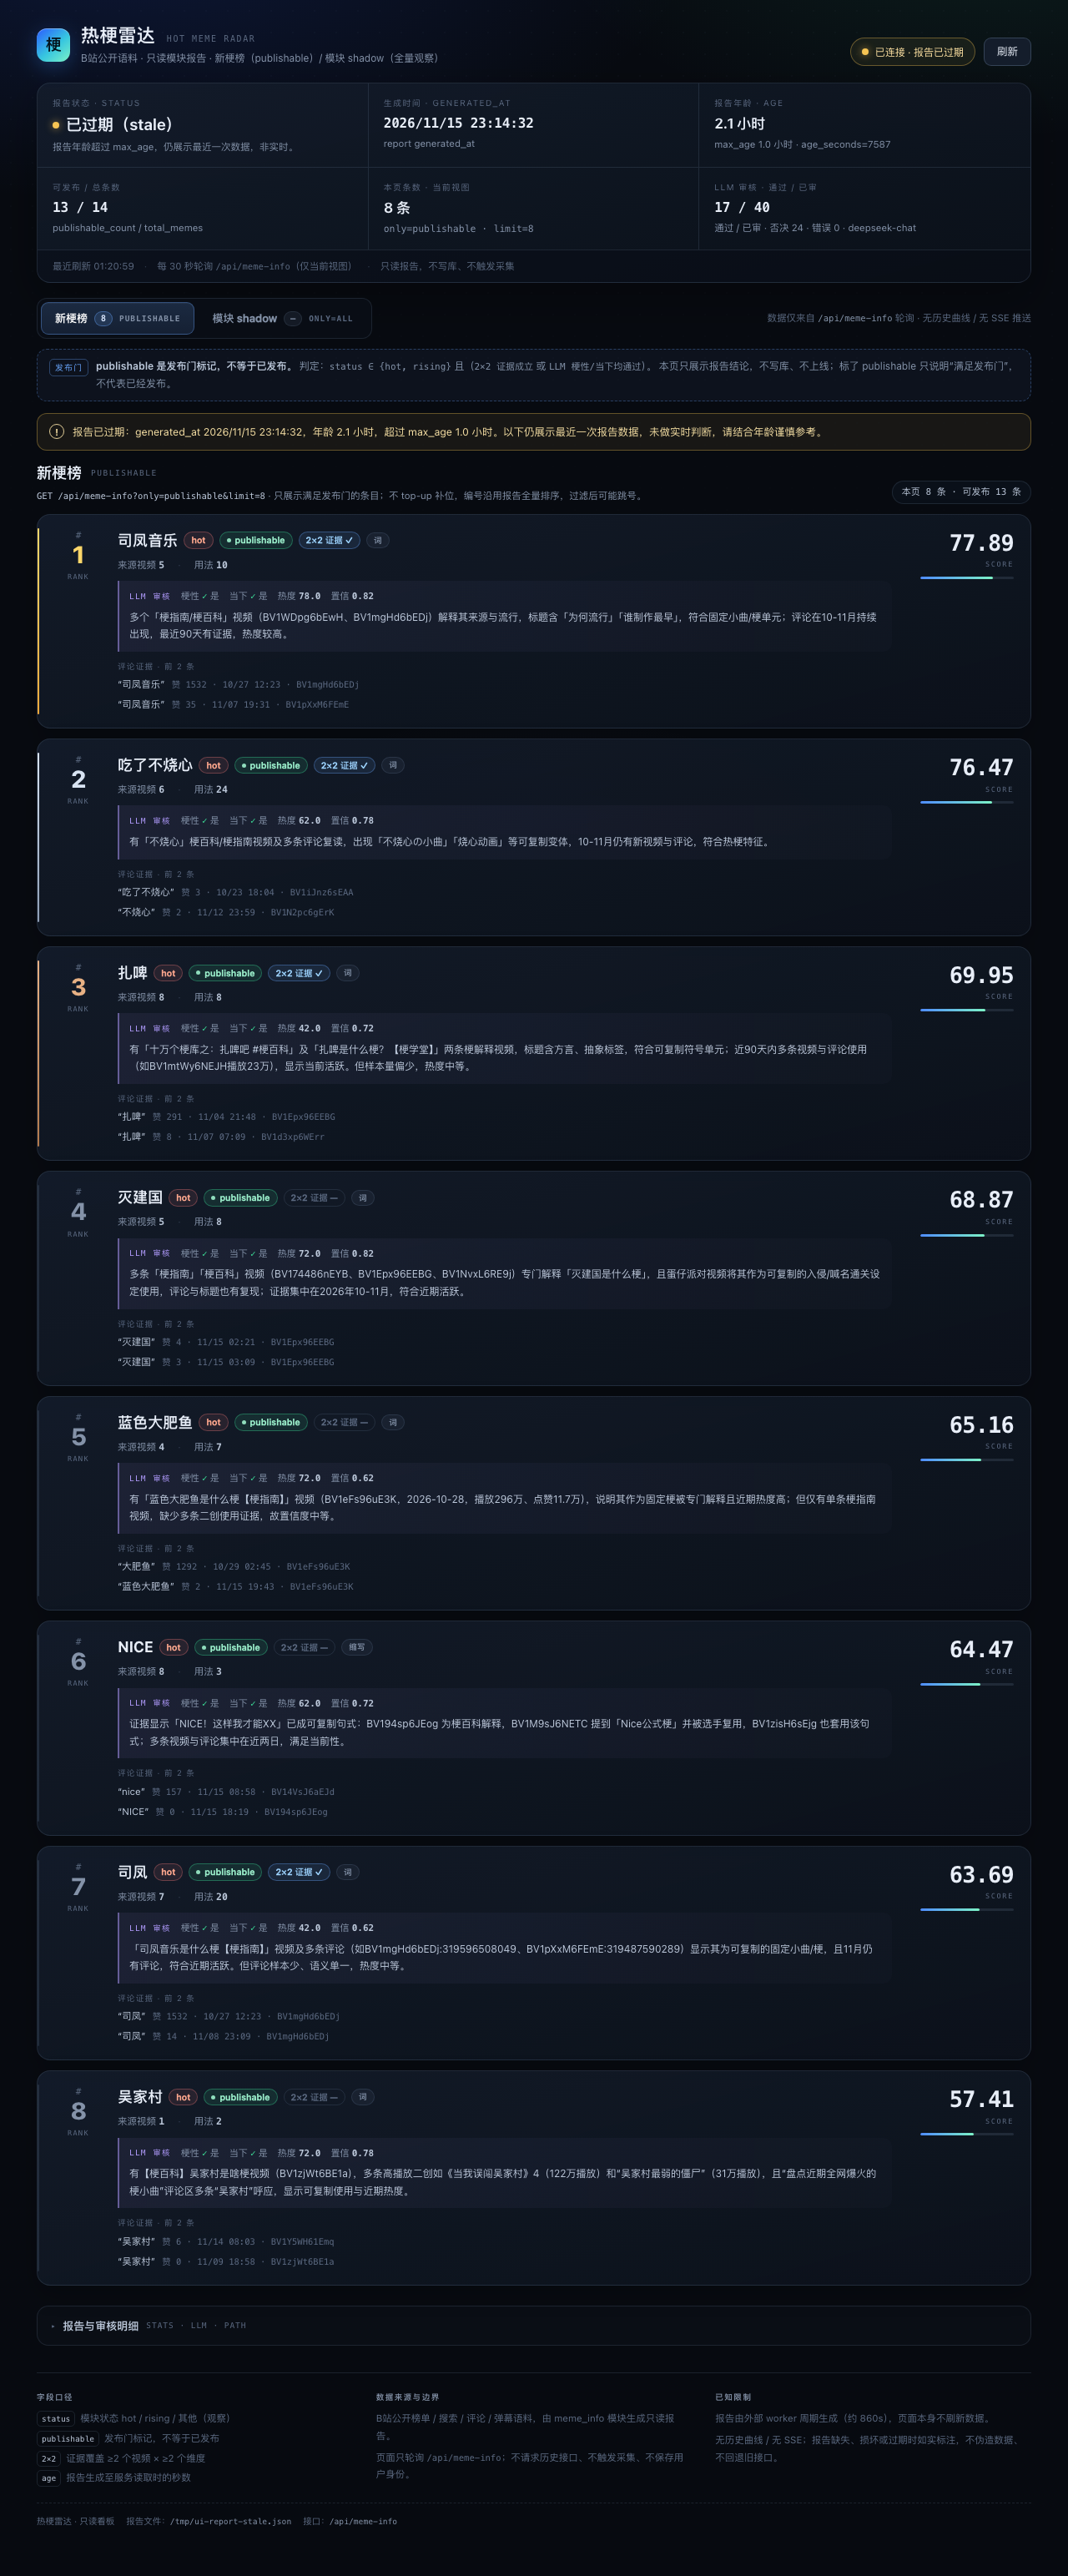 梗
热梗雷达 HOT MEME RADAR
B站公开语料 · 只读模块报告 · 新梗榜（publishable）/ 模块 shadow（全量观察）
已连接 · 报告已过期
刷新
报告状态 · STATUS
已过期（stale）
报告年龄超过 max_age，仍展示最近一次数据，非实时。
生成时间 · GENERATED_AT
2026/11/15 23:14:32
report generated_at
报告年龄 · AGE
2.1 小时
max_age 1.0 小时 · age_seconds=7587
可发布 / 总条数
13 / 14
publishable_count / total_memes
本页条数 · 当前视图
8 条
only=publishable · limit=8
LLM 审核 · 通过 / 已审
17 / 40
通过 / 已审 · 否决 24 · 错误 0 · deepseek-chat
最近刷新 01:20:59 · 每 30 秒轮询 /api/meme-info（仅当前视图） · 只读报告，不写库、不触发采集
新梗榜 8 PUBLISHABLE
模块 shadow — ONLY=ALL
数据仅来自 /api/meme-info 轮询 · 无历史曲线 / 无 SSE 推送
发布门
publishable 是发布门标记，不等于已发布。 判定：status ∈ {hot, rising} 且（2×2 证据成立 或 LLM 梗性/当下均通过）。 本页只展示报告结论，不写库、不上线；标了 publishable 只说明“满足发布门”，
不代表已经发布。
! 报告已过期：generated_at 2026/11/15 23:14:32，年龄 2.1 小时，超过 max_age 1.0 小时。以下仍展示最近一次报告数据，未做实时判断，请结合年龄谨慎参考。
新梗榜 PUBLISHABLE
GET /api/meme-info?only=publishable&limit=8 · 只展示满足发布门的条目；不 top-up 补位，编号沿用报告全量排序，过滤后可能跳号。
本页 8 条 · 可发布 13 条
#
1
RANK
司凤音乐 hot publishable 2×2 证据 ✓ 词
来源视频 5 · 用法 10
LLM 审核 梗性 ✓ 是 当下 ✓ 是 热度 78.0 置信 0.82
多个「梗指南/梗百科」视频（BV1WDpg6bEwH、BV1mgHd6bEDj）解释其来源与流行，标题含「为何流行」「谁制作最早」，符合固定小曲/梗单元；评论在10-11月持续
出现，最近90天有证据，热度较高。
评论证据 · 前 2 条
“司凤音乐” 赞 1532 · 10/27 12:23 · BV1mgHd6bEDj
“司凤音乐” 赞 35 · 11/07 19:31 · BV1pXxM6FEmE
77.89
SCORE
#
2
RANK
吃了不烧心 hot publishable 2×2 证据 ✓ 词
来源视频 6 · 用法 24
LLM 审核 梗性 ✓ 是 当下 ✓ 是 热度 62.0 置信 0.78
有「不烧心」梗百科/梗指南视频及多条评论复读，出现「不烧心の小曲」「烧心动画」等可复制变体，10-11月仍有新视频与评论，符合热梗特征。
评论证据 · 前 2 条
“吃了不烧心” 赞 3 · 10/23 18:04 · BV1iJnz6sEAA
“不烧心” 赞 2 · 11/12 23:59 · BV1N2pc6gErK
76.47
SCORE
#
3
RANK
扎啤 hot publishable 2×2 证据 ✓ 词
来源视频 8 · 用法 8
LLM 审核 梗性 ✓ 是 当下 ✓ 是 热度 42.0 置信 0.72
有「十万个梗库之：扎啤吧 #梗百科」及「扎啤是什么梗？【梗学堂】」两条梗解释视频，标题含方言、抽象标签，符合可复制符号单元；近90天内多条视频与评论使用
（如BV1mtWy6NEJH播放23万），显示当前活跃。但样本量偏少，热度中等。
评论证据 · 前 2 条
“扎啤” 赞 291 · 11/04 21:48 · BV1Epx96EEBG
“扎啤” 赞 8 · 11/07 07:09 · BV1d3xp6WErr
69.95
SCORE
#
4
RANK
灭建国 hot publishable 2×2 证据 — 词
来源视频 5 · 用法 8
LLM 审核 梗性 ✓ 是 当下 ✓ 是 热度 72.0 置信 0.82
多条「梗指南」「梗百科」视频（BV174486nEYB、BV1Epx96EEBG、BV1NvxL6RE9j）专门解释「灭建国是什么梗」，且蛋仔派对视频将其作为可复制的入侵/喊名通关设
定使用，评论与标题也有复现；证据集中在2026年10-11月，符合近期活跃。
评论证据 · 前 2 条
“灭建国” 赞 4 · 11/15 02:21 · BV1Epx96EEBG
“灭建国” 赞 3 · 11/15 03:09 · BV1Epx96EEBG
68.87
SCORE
#
5
RANK
蓝色大肥鱼 hot publishable 2×2 证据 — 词
来源视频 4 · 用法 7
LLM 审核 梗性 ✓ 是 当下 ✓ 是 热度 72.0 置信 0.62
有「蓝色大肥鱼是什么梗【梗指南】」视频（BV1eFs96uE3K，2026-10-28，播放296万、点赞11.7万），说明其作为固定梗被专门解释且近期热度高；但仅有单条梗指南
视频，缺少多条二创使用证据，故置信度中等。
评论证据 · 前 2 条
“大肥鱼” 赞 1292 · 10/29 02:45 · BV1eFs96uE3K
“蓝色大肥鱼” 赞 2 · 11/15 19:43 · BV1eFs96uE3K
65.16
SCORE
#
6
RANK
NICE hot publishable 2×2 证据 — 缩写
来源视频 8 · 用法 3
LLM 审核 梗性 ✓ 是 当下 ✓ 是 热度 62.0 置信 0.72
证据显示「NICE！这样我才能XX」已成可复制句式：BV194sp6JEog 为梗百科解释，BV1M9sJ6NETC 提到「Nice公式梗」并被选手复用，BV1zisH6sEjg 也套用该句
式；多条视频与评论集中在近两日，满足当前性。
评论证据 · 前 2 条
“nice” 赞 157 · 11/15 08:58 · BV14VsJ6aEJd
“NICE” 赞 0 · 11/15 18:19 · BV194sp6JEog
64.47
SCORE
#
7
RANK
司凤 hot publishable 2×2 证据 ✓ 词
来源视频 7 · 用法 20
LLM 审核 梗性 ✓ 是 当下 ✓ 是 热度 42.0 置信 0.62
「司凤音乐是什么梗【梗指南】」视频及多条评论（如BV1mgHd6bEDj:319596508049、BV1pXxM6FEmE:319487590289）显示其为可复制的固定小曲/梗，且11月仍
有评论，符合近期活跃。但评论样本少、语义单一，热度中等。
评论证据 · 前 2 条
“司凤” 赞 1532 · 10/27 12:23 · BV1mgHd6bEDj
“司凤” 赞 14 · 11/08 23:09 · BV1mgHd6bEDj
63.69
SCORE
#
8
RANK
吴家村 hot publishable 2×2 证据 — 词
来源视频 1 · 用法 2
LLM 审核 梗性 ✓ 是 当下 ✓ 是 热度 72.0 置信 0.78
有【梗百科】吴家村是啥梗视频（BV1zjWt6BE1a），多条高播放二创如《当我误闯吴家村》4（122万播放）和“吴家村最弱的僵尸”（31万播放），且“盘点近期全网爆火的
梗小曲”评论区多条“吴家村”呼应，显示可复制使用与近期热度。
评论证据 · 前 2 条
“吴家村” 赞 6 · 11/14 08:03 · BV1Y5WH61Emq
“吴家村” 赞 0 · 11/09 18:58 · BV1zjWt6BE1a
57.41
SCORE
报告与审核明细 STATS · LLM · PATH
字段口径
status 模块状态 hot / rising / 其他（观察）
publishable 发布门标记，不等于已发布
2×2 证据覆盖 ≥2 个视频 × ≥2 个维度
age 报告生成至服务读取时的秒数
数据来源与边界
B站公开榜单 / 搜索 / 评论 / 弹幕语料，由 meme_info 模块生成只读报
告。
页面只轮询 /api/meme-info；不请求历史接口、不触发采集、不保存用
户身份。
已知限制
报告由外部 worker 周期生成（约 860s），页面本身不刷新数据。
无历史曲线 / 无 SSE；报告缺失、损坏或过期时如实标注，不伪造数据、
不回退旧接口。
热梗雷达 · 只读看板 报告文件：/tmp/ui-report-stale.json 接口：/api/meme-info